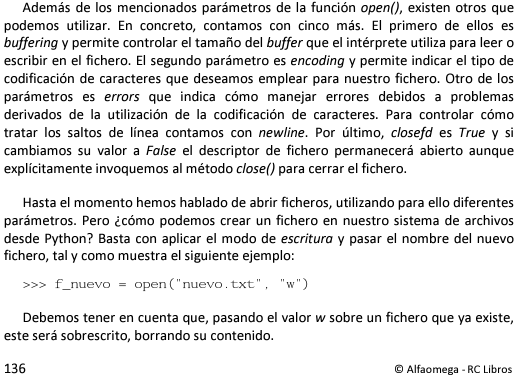 Además de los mencionados parámetros de la función open(), existen otros que
podemos utilizar. En concreto, contamos con cinco más. El primero de ellos es
buffering y permite controlar el tamaño del buffer que el intérprete utiliza para leer o
escribir en el fichero. El segundo parámetro es encoding y permite indicar el tipo de
codificación de caracteres que deseamos emplear para nuestro fichero. Otro de los
parámetros es errors que indica cómo manejar errores debidos a problemas
derivados de la utilización de la codificación de caracteres. Para controlar cómo
tratar los saltos de línea contamos con newline. Por último, closefd es True y si
cambiamos su valor a False el descriptor de fichero permanecerá abierto aunque
explícitamente invoquemos al método close() para cerrar el fichero.
Hasta el momento hemos hablado de abrir ficheros, utilizando para ello diferentes
parámetros. Pero ¿cómo podemos crear un fichero en nuestro sistema de archivos
desde Python? Basta con aplicar el modo de escritura y pasar el nombre del nuevo
fichero, tal y como muestra el siguiente ejemplo:
>>> f_nuevo = open("nuevo.txt", "w")
Debemos tener en cuenta que, pasando el valor w sobre un fichero que ya existe,
este será sobrescrito, borrando su contenido.
136 © Alfaomega - RC Libros